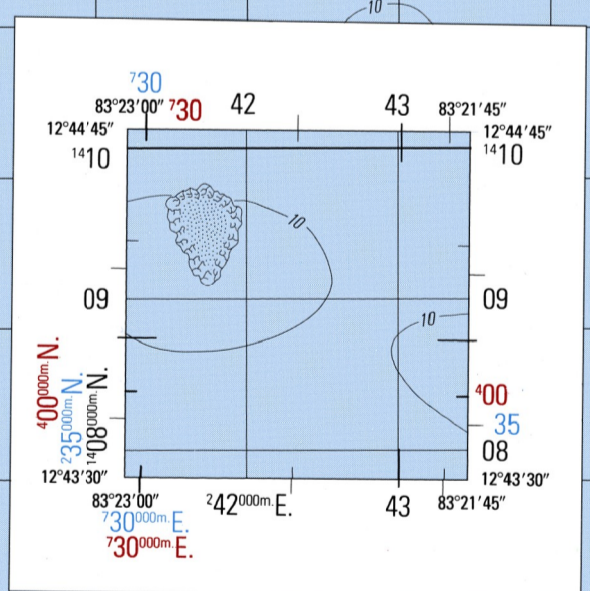 10
⁷30
83°23′00″ ⁷30 42 43 83°21′45″
12°44′45″ 12°44′45″
¹⁴10 ¹⁴10
10
09 09
10
⁴00⁰⁰⁰ᵐ·N.
²35⁰⁰⁰ᵐ·N.
¹⁴08⁰⁰⁰ᵐ·N.
⁴00
35
08
12°43′30″ 12°43′30″
83°23′00″ ²42⁰⁰⁰ᵐ·E. 43 83°21′45″
⁷30⁰⁰⁰ᵐ·E.
⁷30⁰⁰⁰ᵐ·E.